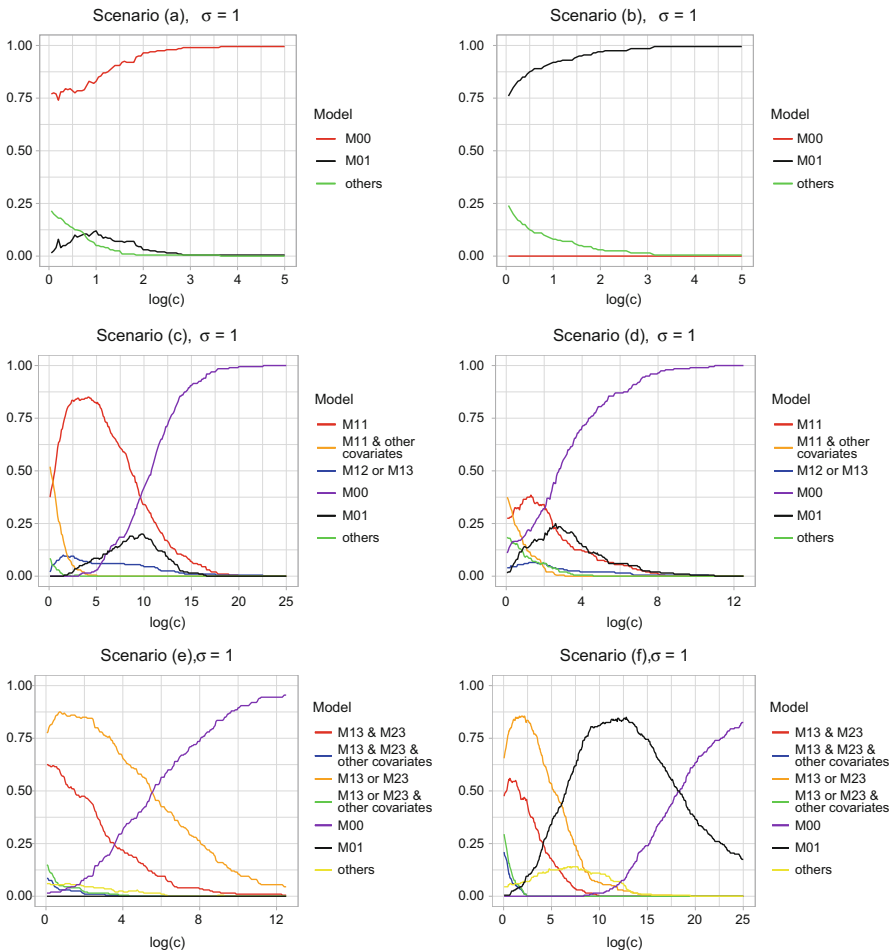 Scenario (a), σ = 1
1.00
0.75
0.50
0.25
0.00
0 1 2 3 4 5
log(c)
Model
M00
M01
others
Scenario (b), σ = 1
1.00
0.75
0.50
0.25
0.00
0 1 2 3 4 5
log(c)
Model
M00
M01
others
Scenario (c), σ = 1
1.00
0.75
0.50
0.25
0.00
0 5 10 15 20 25
log(c)
Model
M11
M11 & other
covariates
M12 or M13
M00
M01
others
Scenario (d), σ = 1
1.00
0.75
0.50
0.25
0.00
0 4 8 12
log(c)
Model
M11
M11 & other
covariates
M12 or M13
M00
M01
others
Scenario (e),σ = 1
1.00
0.75
0.50
0.25
0.00
0 4 8 12
log(c)
Model
M13 & M23
M13 & M23 &
other covariates
M13 or M23
M13 or M23 &
other covariates
M00
M01
others
Scenario (f),σ = 1
1.00
0.75
0.50
0.25
0.00
0 5 10 15 20 25
log(c)
Model
M13 & M23
M13 & M23 &
other covariates
M13 or M23
M13 or M23 &
other covariates
M00
M01
others